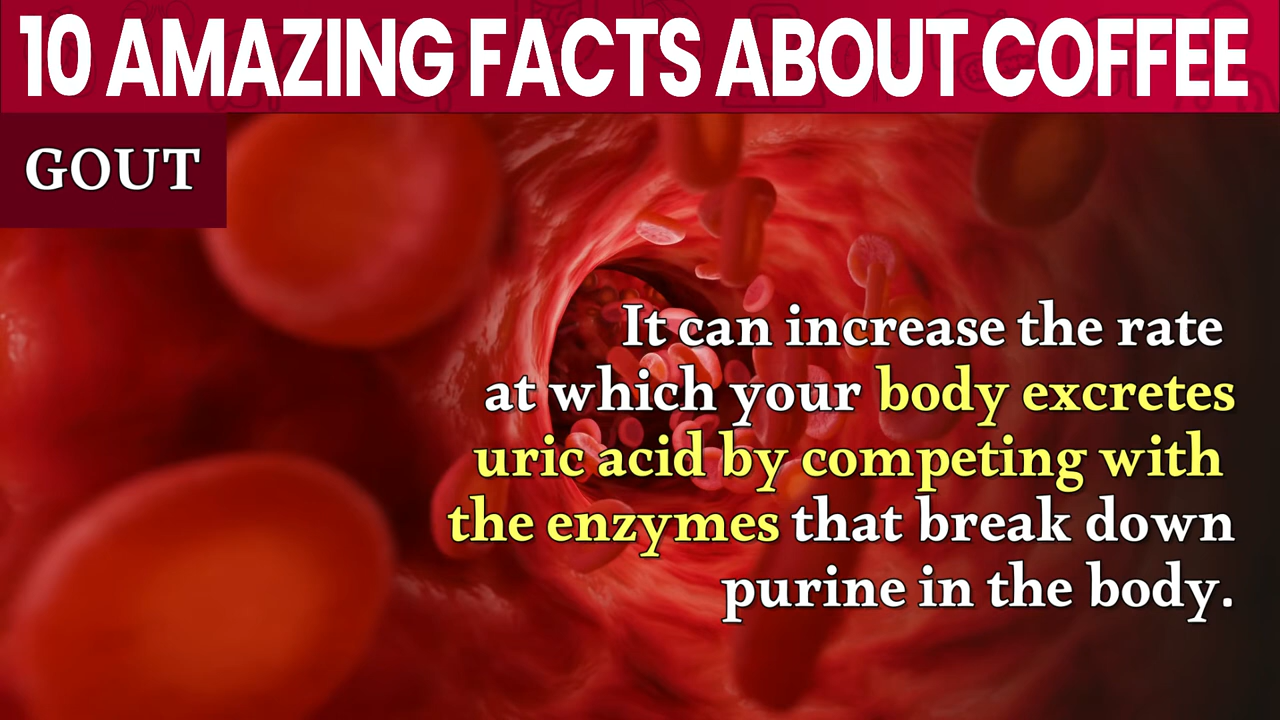 10 AMAZING FACTS ABOUT COFFEE
GOUT
It can increase the rate
at which your body excretes
uric acid by competing with
the enzymes that break down
purine in the body.